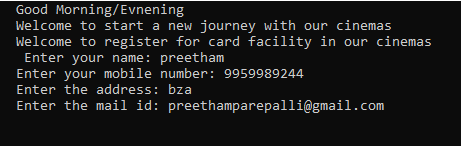 Good Morning/Evnening
Welcome to start a new journey with our cinemas
Welcome to register for card facility in our cinemas
Enter your name: preetham
Enter your mobile number: 9959989244
Enter the address: bza
Enter the mail id: preethamparepalli@gmail.com